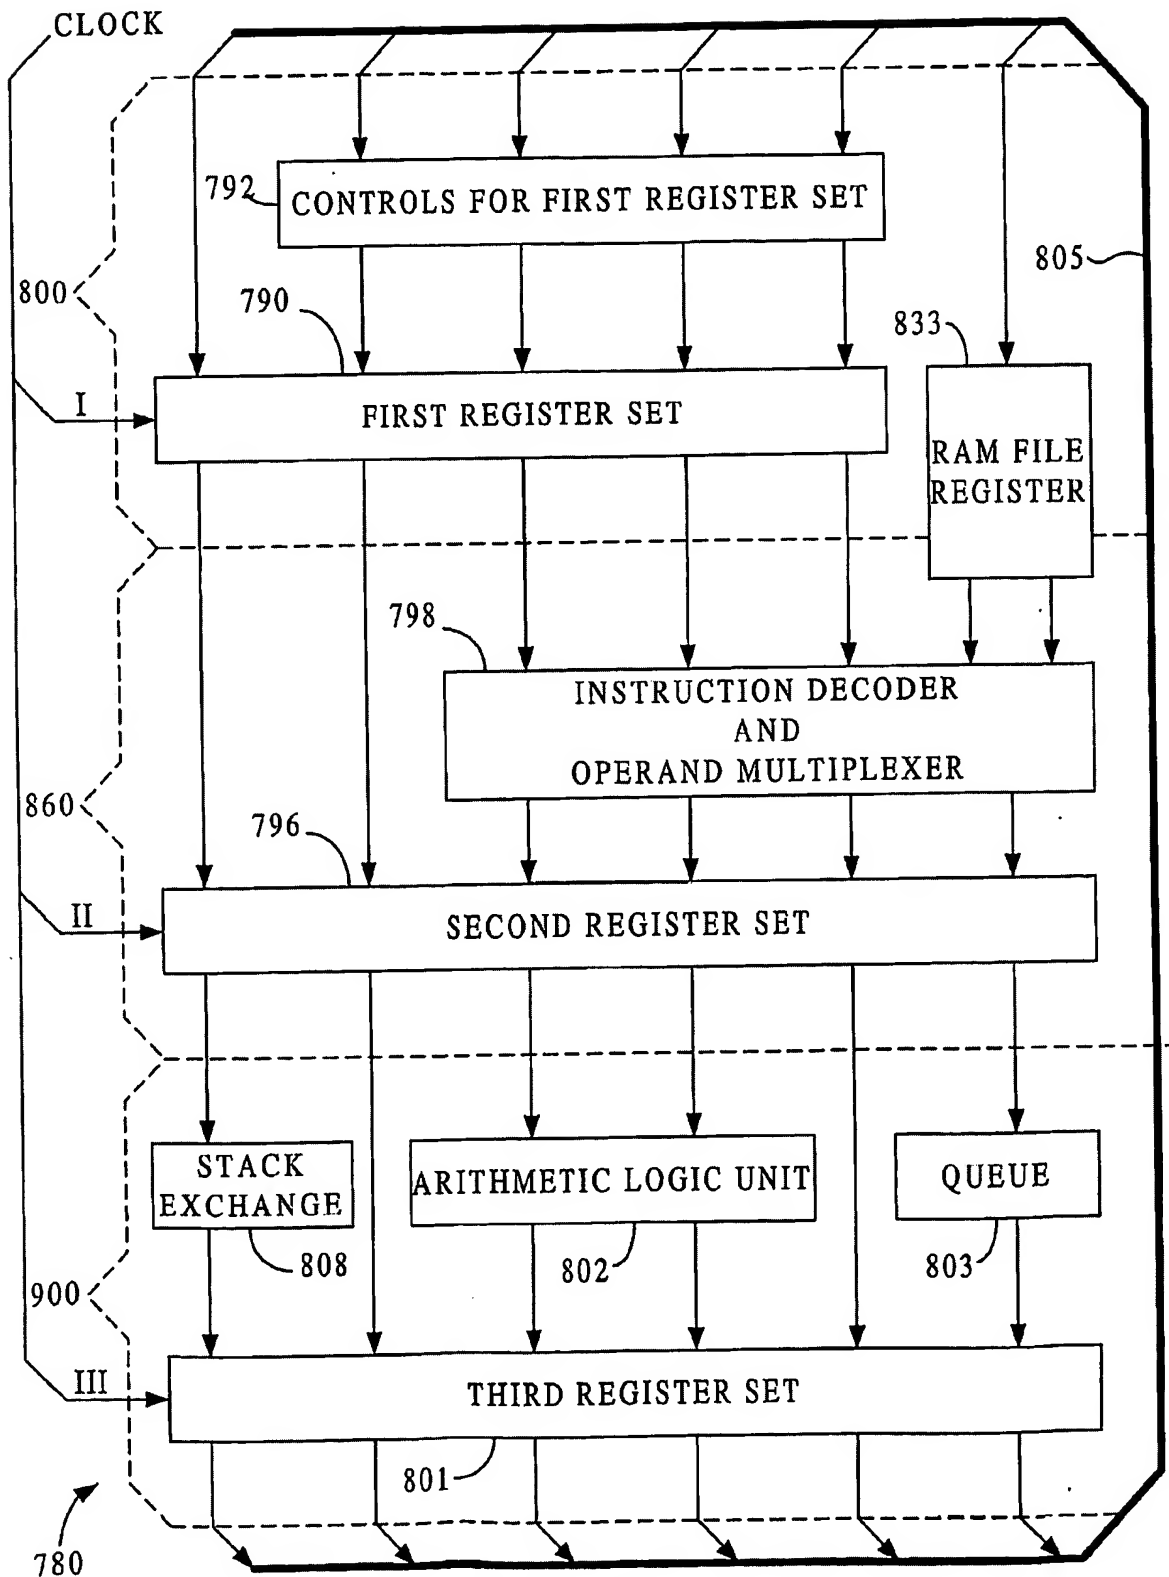 CLOCK
792
CONTROLS FOR FIRST REGISTER SET
805
800
790
833
I
FIRST REGISTER SET
RAM FILE
REGISTER
798
INSTRUCTION DECODER
AND
OPERAND MULTIPLEXER
860
796
II
SECOND REGISTER SET
STACK
EXCHANGE
ARITHMETIC LOGIC UNIT
QUEUE
808
802
803
900
III
THIRD REGISTER SET
801
780